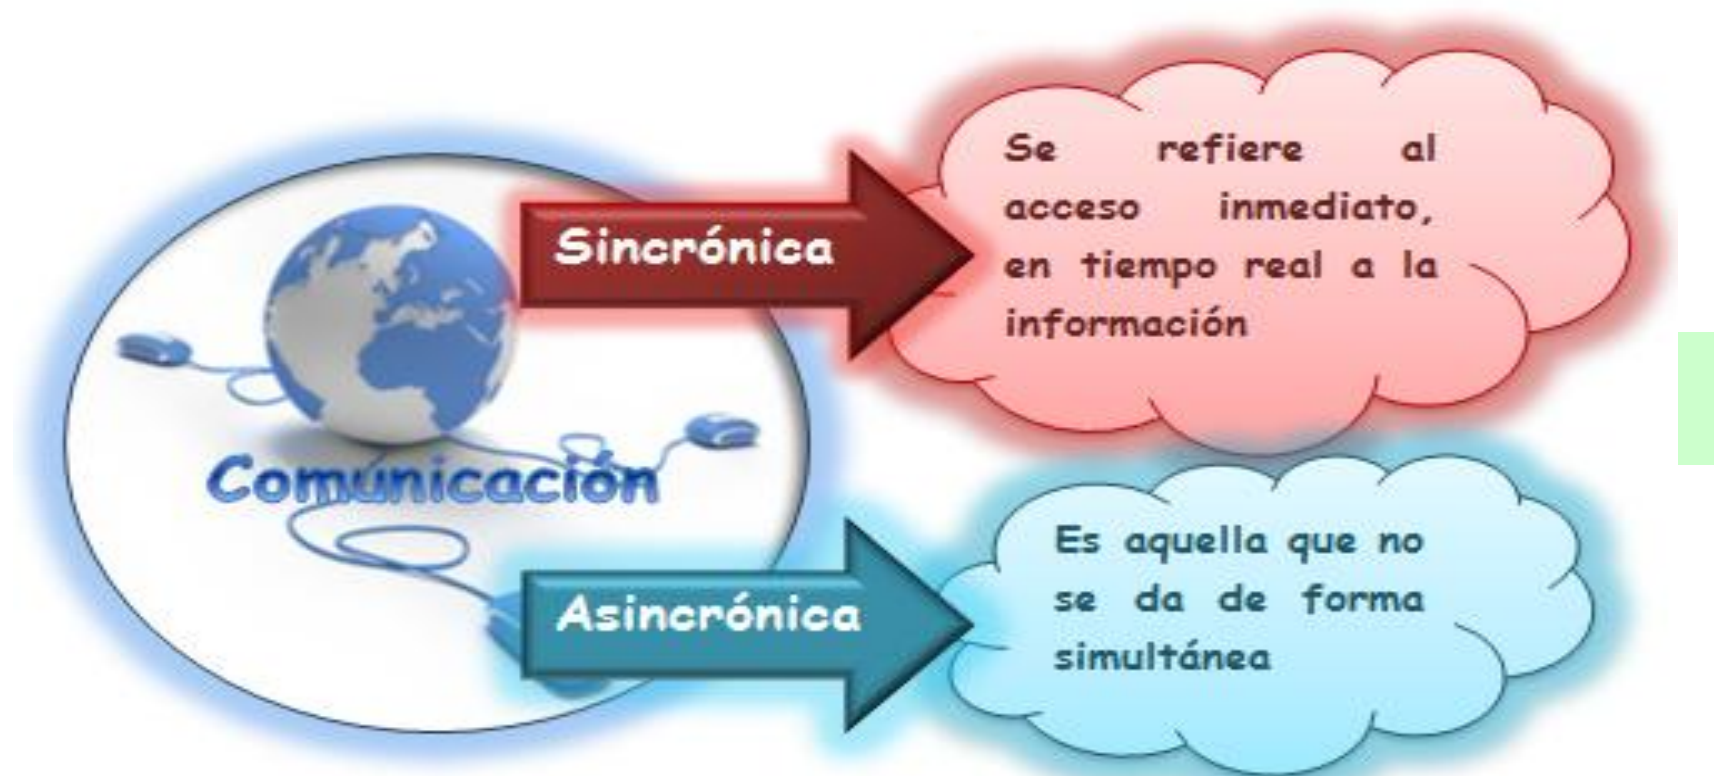 Comunicación
Sincrónica
Se refiere al
acceso inmediato,
en tiempo real a la
información
Asincrónica
Es aquella que no
se da de forma
simultánea